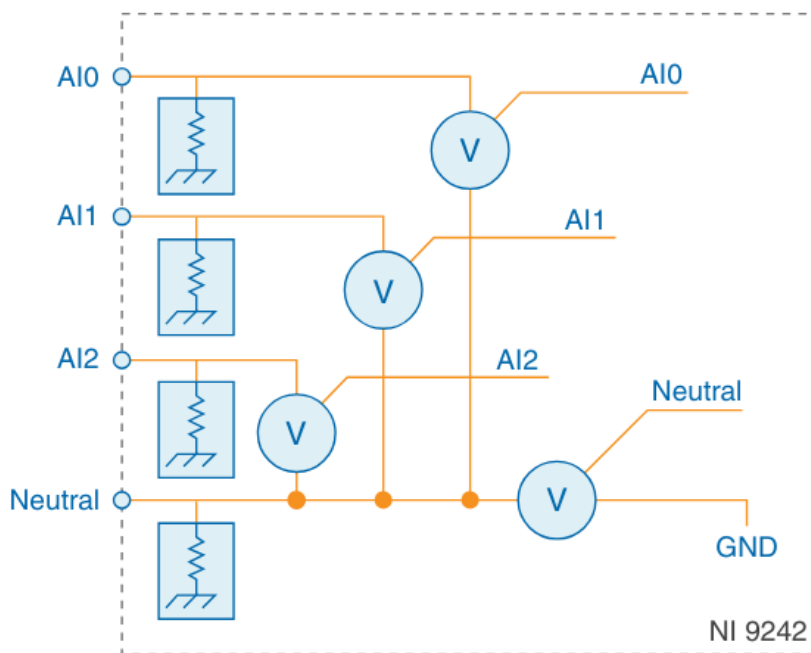 AI0
AI0
V
AI1
AI1
V
AI2
AI2
V
Neutral
Neutral
V
GND
NI 9242